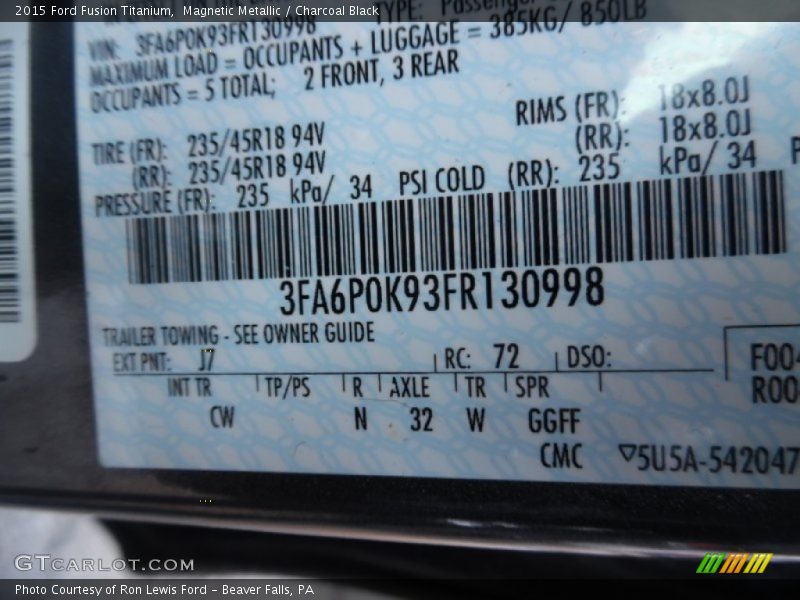 2015 Ford Fusion Titanium, Magnetic Metallic / Charcoal Black
TYPE: Passenger
VIN: 3FA6P0K93FR130998
MAXIMUM LOAD = OCCUPANTS + LUGGAGE = 385KG/ 850LB
OCCUPANTS = 5 TOTAL; 2 FRONT, 3 REAR
TIRE (FR): 235/45R18 94V RIMS (FR): 18x8.0J
(RR): 235/45R18 94V (RR): 18x8.0J
PRESSURE (FR): 235 kPa/ 34 PSI COLD (RR): 235 kPa/ 34 P
3FA6P0K93FR130998
TRAILER TOWING - SEE OWNER GUIDE
EXT PNT: J7 RC: 72 DSO: F00
INT TR TP/PS R AXLE TR SPR R00
CW N 32 W GGFF
CMC ▽5U5A-542047
GTCARLOT.COM
Photo Courtesy of Ron Lewis Ford – Beaver Falls, PA